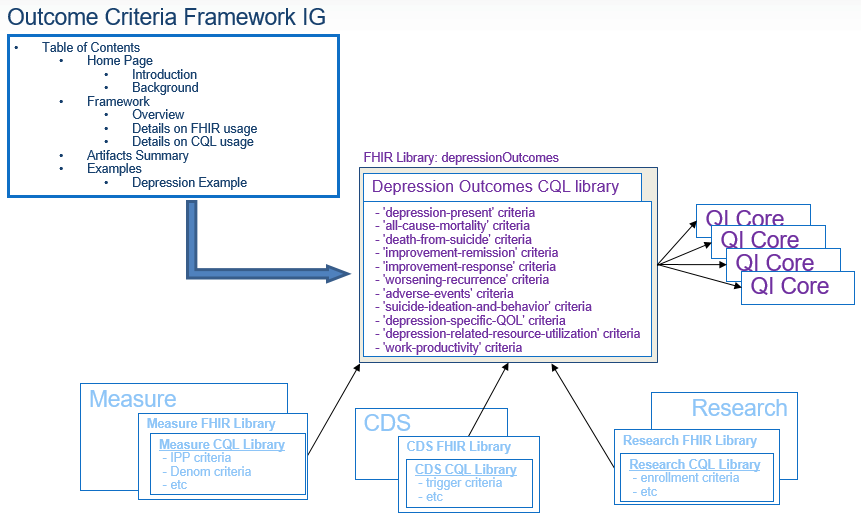 Outcome Criteria Framework IG
• Table of Contents
• Home Page
• Introduction
• Background
• Framework
• Overview
• Details on FHIR usage
• Details on CQL usage
• Artifacts Summary
• Examples
• Depression Example
FHIR Library: depressionOutcomes
Depression Outcomes CQL library
- 'depression-present' criteria
- 'all-cause-mortality' criteria
- 'death-from-suicide' criteria
- 'improvement-remission' criteria
- 'improvement-response' criteria
- 'worsening-recurrence' criteria
- 'adverse-events' criteria
- 'suicide-ideation-and-behavior' criteria
- 'depression-specific-QOL' criteria
- 'depression-related-resource-utilization' criteria
- 'work-productivity' criteria
QI Core
QI Core
QI Core
QI Core
Measure
Measure FHIR Library
Measure CQL Library
- IPP criteria
- Denom criteria
- etc
CDS
CDS FHIR Library
CDS CQL Library
- trigger criteria
- etc
Research
Research FHIR Library
Research CQL Library
- enrollment criteria
- etc